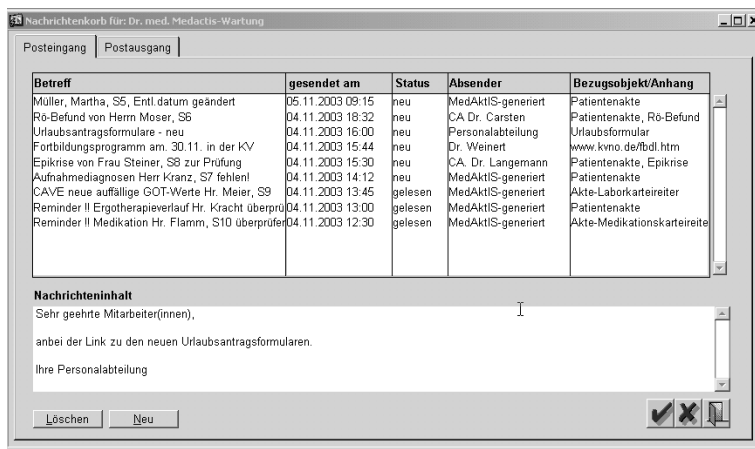 Nachrichtenkorb für: Dr. med. Medactis-Wartung
Posteingang Postausgang
Betreff gesendet am Status Absender Bezugsobjekt/Anhang
Müller, Martha, S5, Entl.datum geändert 05.11.2003 09:15 neu MedAktIS-generiert Patientenakte
Rö-Befund von Herrn Moser, S6 04.11.2003 18:32 neu CA Dr. Carsten Patientenakte, Rö-Befund
Urlaubsantragsformulare - neu 04.11.2003 16:00 neu Personalabteilung Urlaubsformular
Fortbildungsprogramm am. 30.11. in der KV 04.11.2003 15:44 neu Dr. Weinert www.kvno.de/fbdl.htm
Epikrise von Frau Steiner, S8 zur Prüfung 04.11.2003 15:30 neu CA. Dr. Langemann Patientenakte, Epikrise
Aufnahmediagnosen Herr Kranz, S7 fehlen! 04.11.2003 14:12 neu MedAktIS-generiert Patientenakte
CAVE neue auffällige GOT-Werte Hr. Meier, S9 04.11.2003 13:45 gelesen MedAktIS-generiert Akte-Laborkarteireiter
Reminder !! Ergotherapieverlauf Hr. Kracht überprü 04.11.2003 13:00 gelesen MedAktIS-generiert Patientenakte
Reminder !! Medikation Hr. Flamm, S10 überprüfer 04.11.2003 12:30 gelesen MedAktIS-generiert Akte-Medikationskarteireite
Nachrichteninhalt
Sehr geehrte Mitarbeiter(innen),
anbei der Link zu den neuen Urlaubsantragsformularen.
Ihre Personalabteilung
Löschen Neu